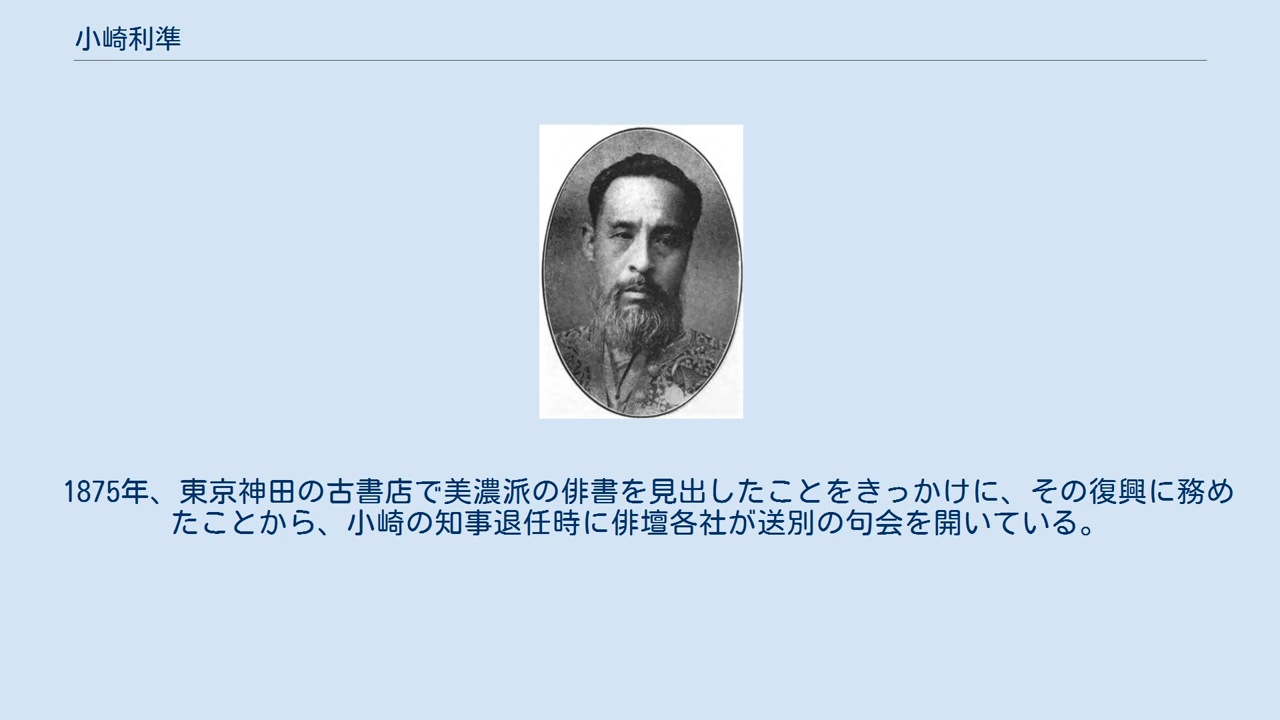 小崎利準
1875年、東京神田の古書店で美濃派の俳書を見出したことをきっかけに、その復興に務め
たことから、小崎の知事退任時に俳壇各社が送別の句会を開いている。